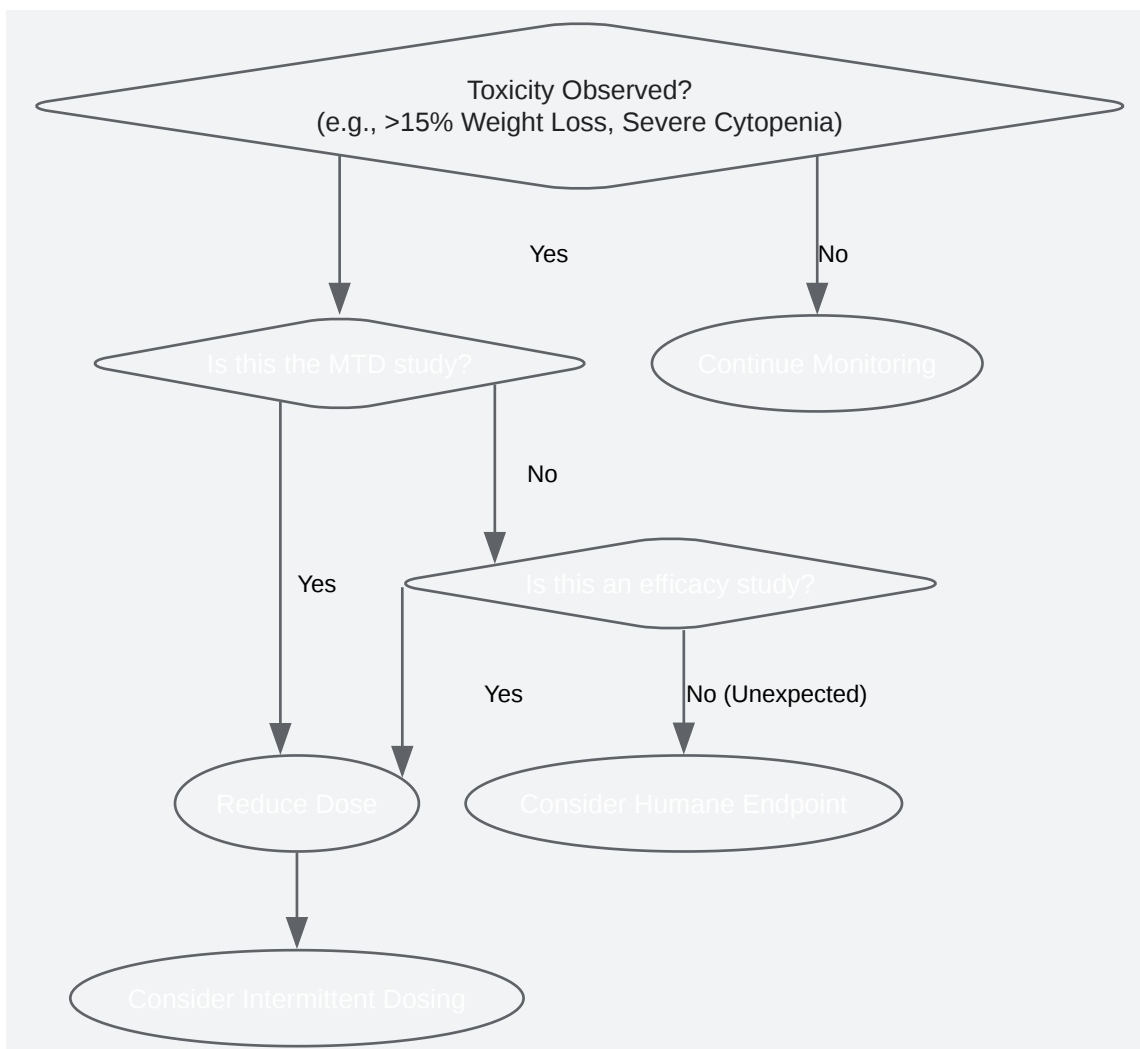 Toxicity Observed?
(e.g., >15% Weight Loss, Severe Cytopenia)
Yes
No
Is this the MTD study?
Continue Monitoring
No
Yes
Is this an efficacy study?
Yes
No (Unexpected)
Reduce Dose
Consider Humane Endpoint
Consider Intermittent Dosing